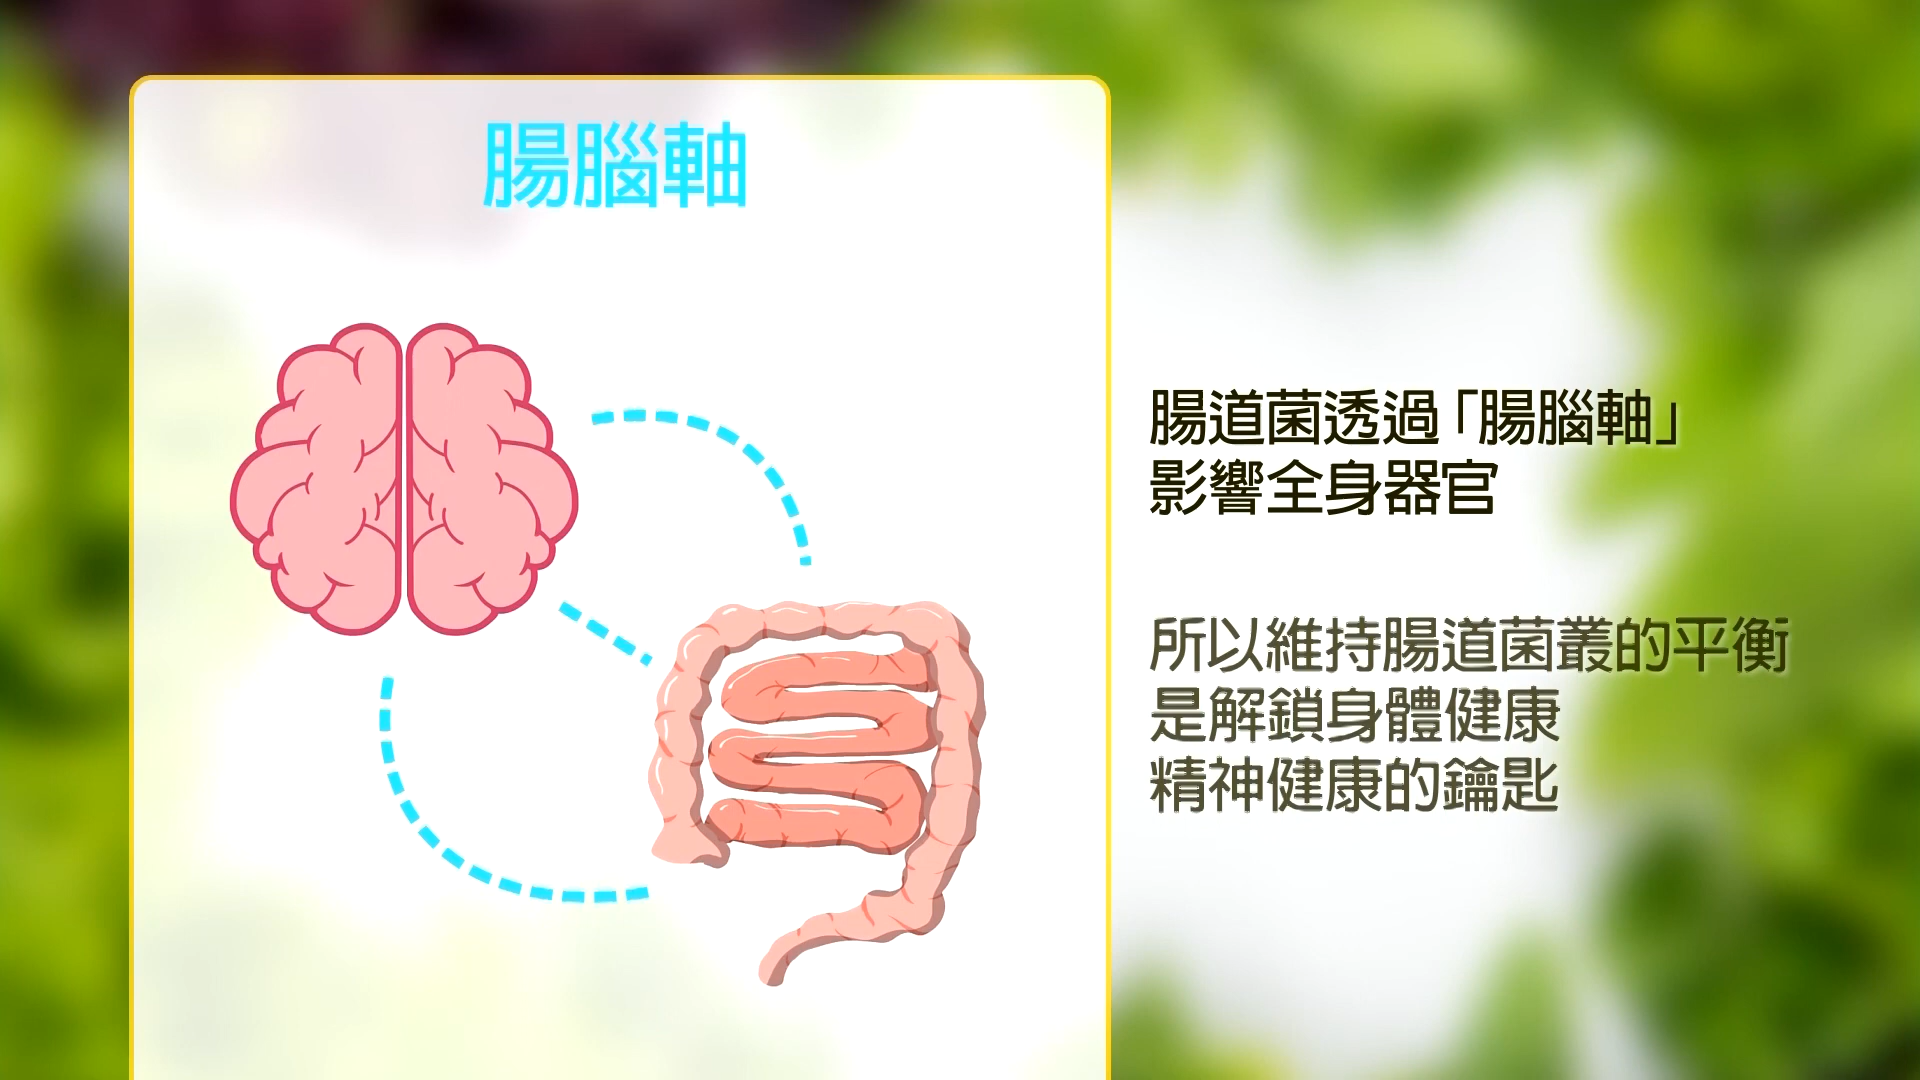 腸腦軸
腸道菌透過「腸腦軸」
影響全身器官
所以維持腸道菌叢的平衡
是解鎖身體健康
精神健康的鑰匙